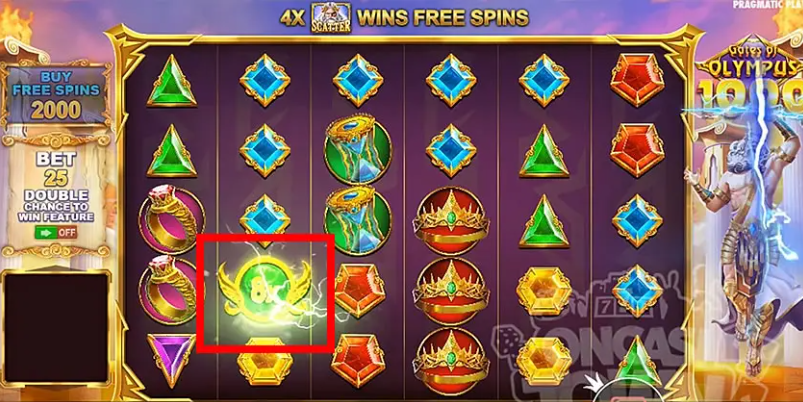 4X SCATTER WINS FREE SPINS
PRAGMATIC PLA
BUY
FREE SPINS
2000
BET
25
DOUBLE
CHANCE TO
WIN FEATURE
OFF
Gates of
OLYMPUS
1000
8x
ONCAS